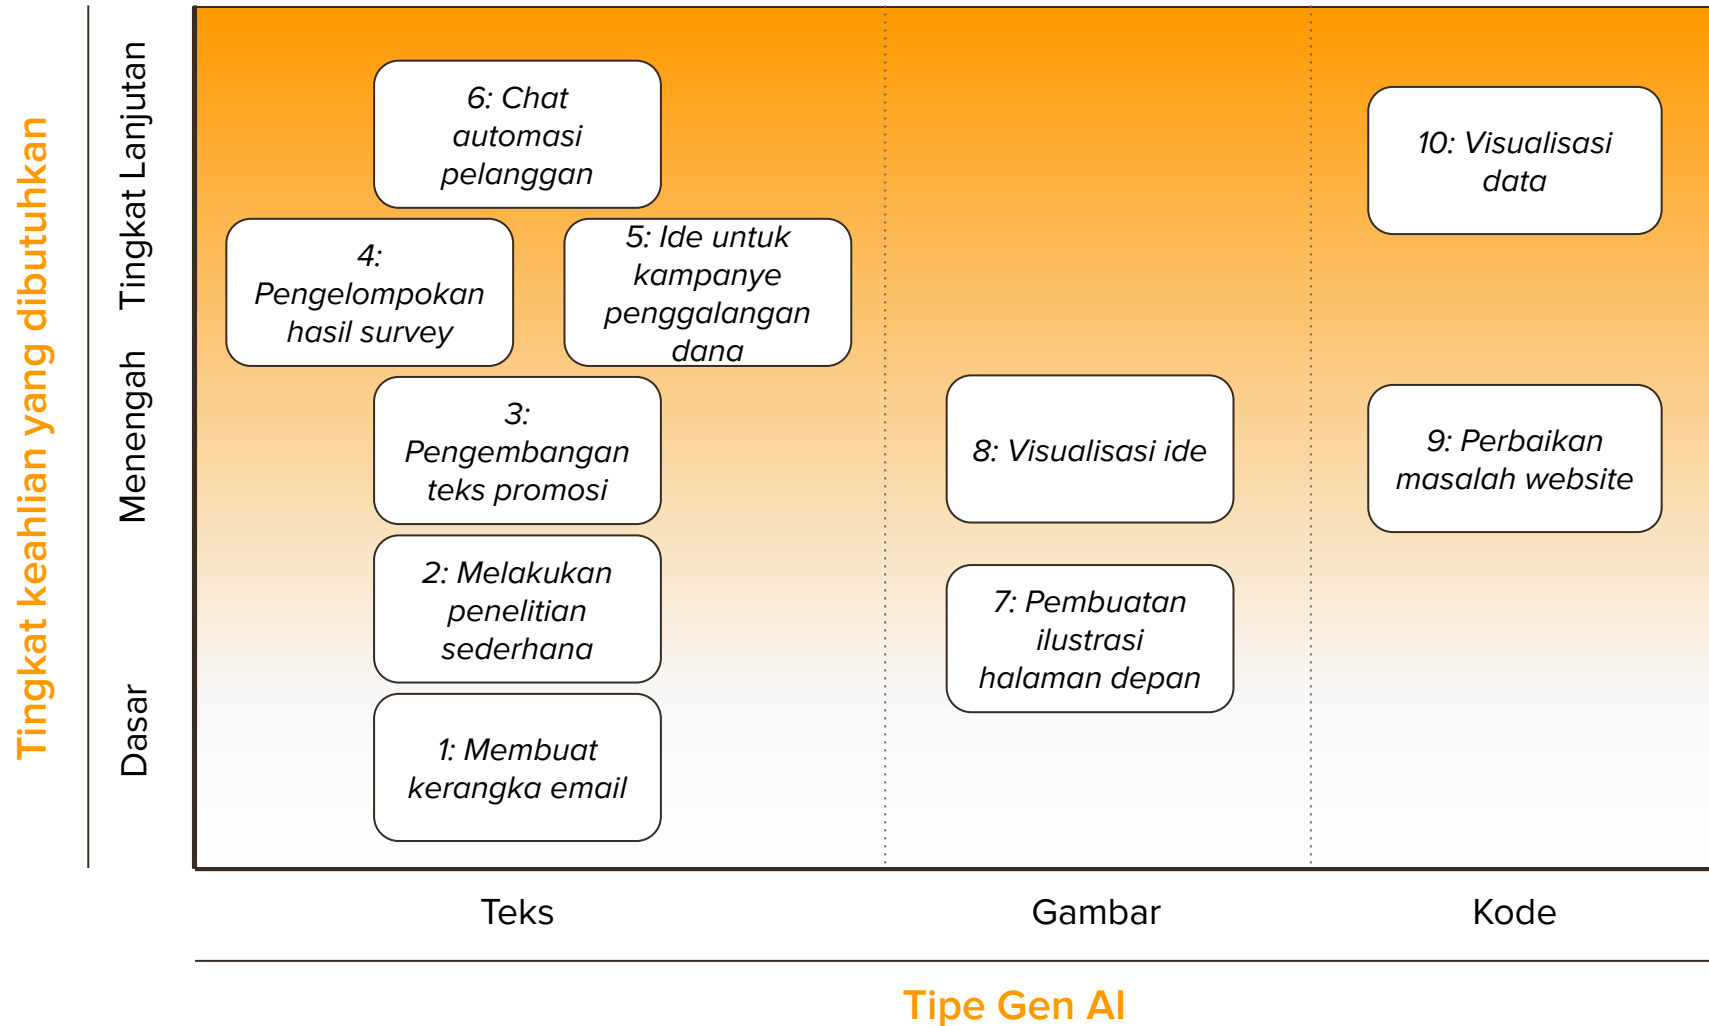 Tingkat keahlian yang dibutuhkan
Tingkat Lanjutan
Menengah
Dasar
6: Chat
automasi
pelanggan
10: Visualisasi
data
4:
Pengelompokan
hasil survey
5: Ide untuk
kampanye
penggalangan
dana
3:
Pengembangan
teks promosi
8: Visualisasi ide
9: Perbaikan
masalah website
2: Melakukan
penelitian
sederhana
7: Pembuatan
ilustrasi
halaman depan
1: Membuat
kerangka email
Teks
Gambar
Kode
Tipe Gen AI